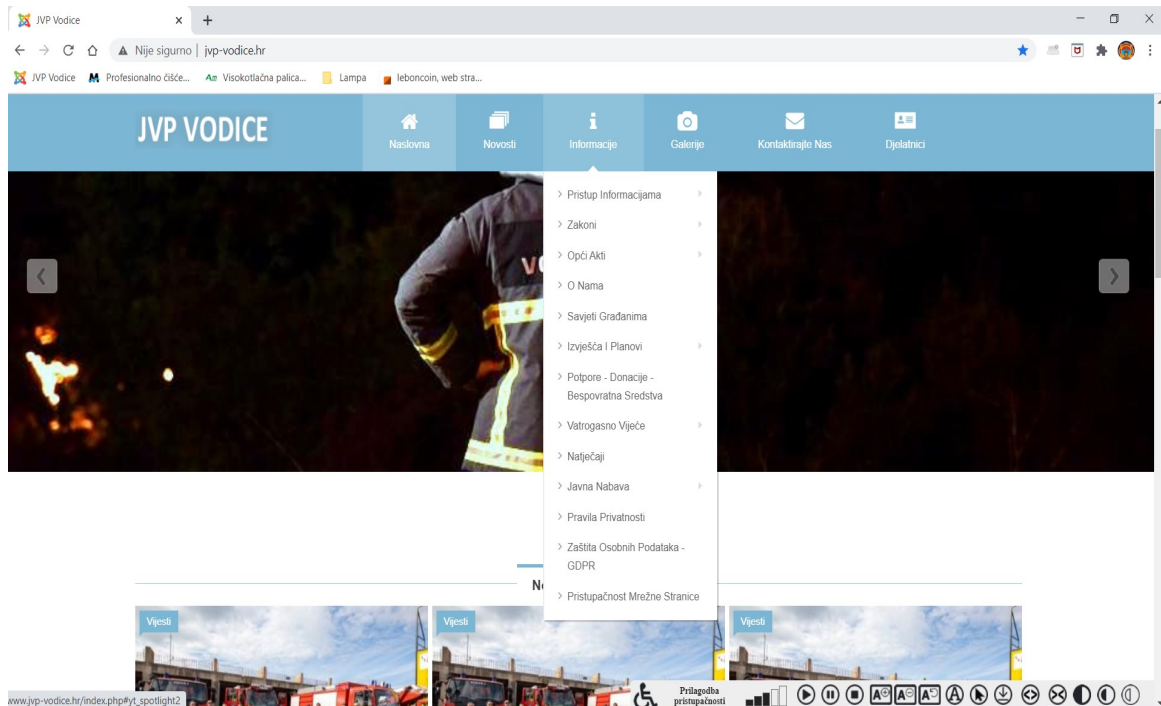 JVP Vodice
Nije sigurno | jvp-vodice.hr
JVP Vodice
Profesionalno čišće...
Visokotlačna palica...
Lampa
leboncoin, web stra...
JVP VODICE
Naslovna
Novosti
Informacije
Galerije
Kontaktirajte Nas
Djelatnici
Pristup Informacijama
Zakoni
Opći Akti
O Nama
Savjeti Građanima
Izvješća I Planovi
Potpore - Donacije -
Bespovratna Sredstva
Vatrogasno Vijeće
Natječaji
Javna Nabava
Pravila Privatnosti
Zaštita Osobnih Podataka -
GDPR
Pristupačnost Mrežne Stranice
Vijesti
Vijesti
Vijesti
www.jvp-vodice.hr/index.php#yt_spotlight2
Prilagodba
pristupačnosti